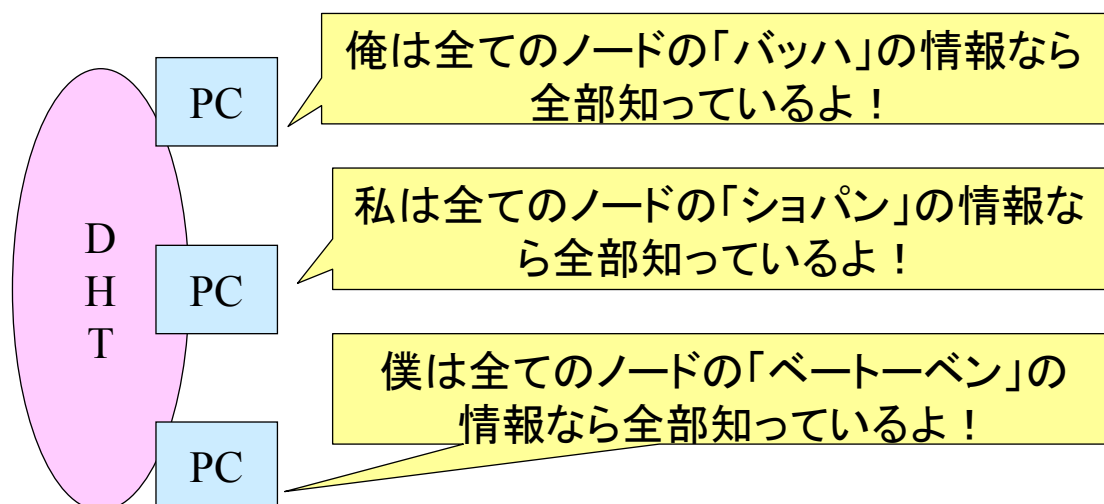 俺は全てのノードの「バッハ」の情報なら
全部知っているよ！
PC
私は全てのノードの「ショパン」の情報な
ら全部知っているよ！
D
H
T
PC
僕は全てのノードの「ベートーベン」の
情報なら全部知っているよ！
PC